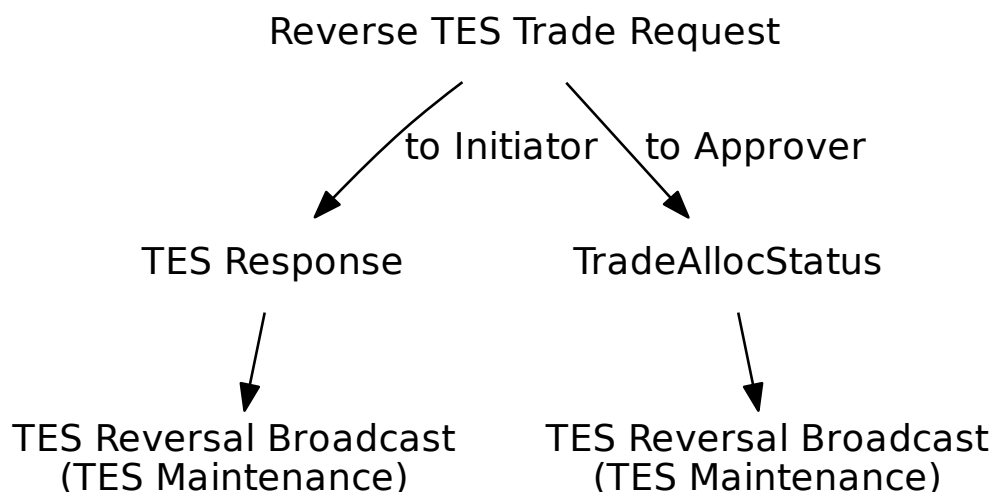 Reverse TES Trade Request
to Initiator
to Approver
TES Response
TradeAllocStatus
TES Reversal Broadcast
(TES Maintenance)
TES Reversal Broadcast
(TES Maintenance)